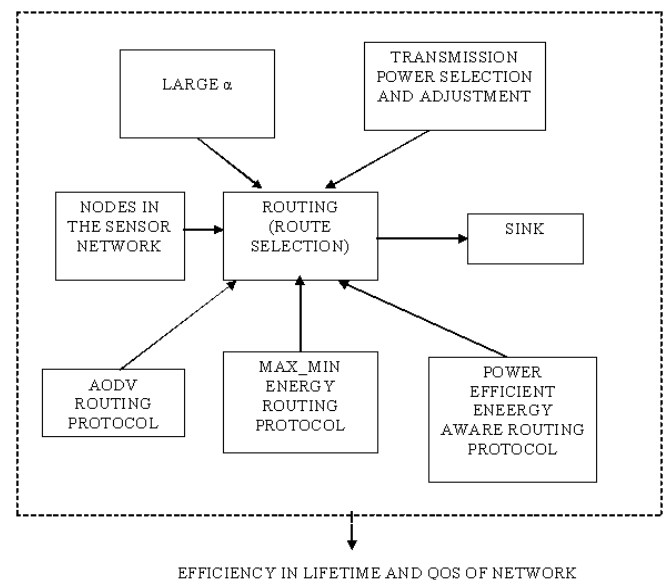 LARGE α
TRANSMISSION
POWER SELECTION
AND ADJUSTMENT
NODES IN
THE SENSOR
NETWORK
ROUTING
(ROUTE
SELECTION)
SINK
AODV
ROUTING
PROTOCOL
MAX_MIN
ENERGY
ROUTING
PROTOCOL
POWER
EFFICIENT
ENEERGY
AWARE ROUTING
PROTOCOL
EFFICIENCY IN LIFETIME AND QOS OF NETWORK